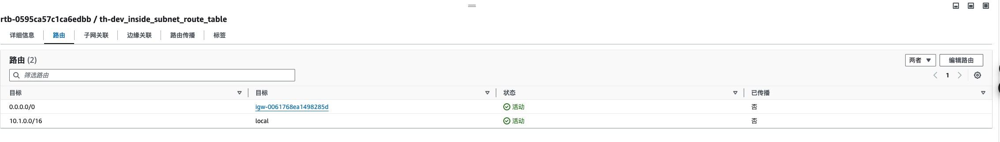 rtb-0595ca57c1ca6edbb / th-dev_inside_subnet_route_table
详细信息 路由 子网关联 边缘关联 路由传播 标签
路由 (2)
两者 编辑路由
筛选路由
1
目标 目标 状态 已传播
0.0.0.0/0 igw-0061768ea1498285d 活动 否
10.1.0.0/16 local 活动 否